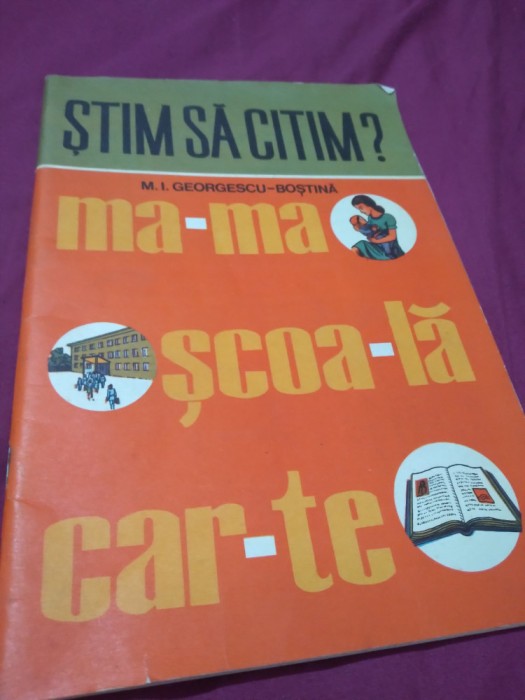 ŞTIM SĂ CITIM?
M. I. GEORGESCU-BOŞTINĂ
ma-ma
şcoa-lă
car-te